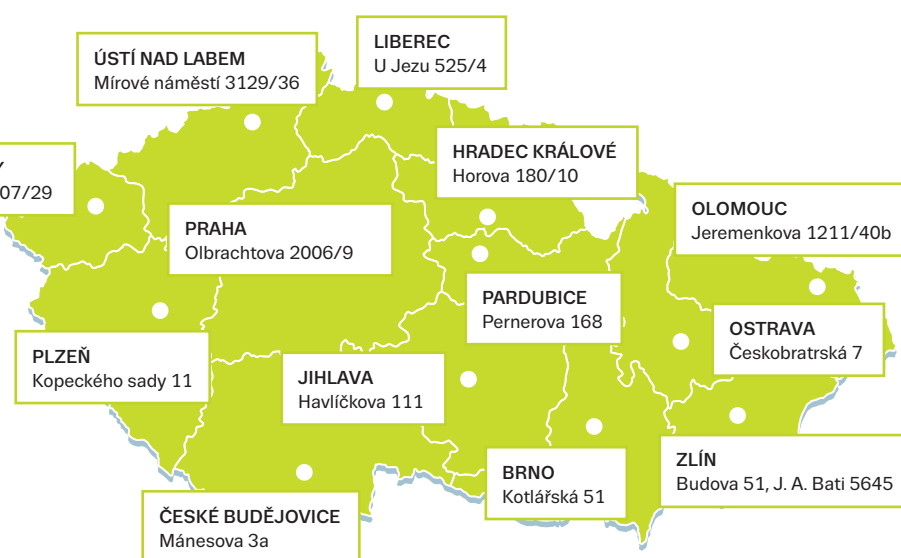 ÚSTÍ NAD LABEM
Mírové náměstí 3129/36
LIBEREC
U Jezu 525/4
HRADEC KRÁLOVÉ
Horova 180/10
07/29
PRAHA
Olbrachtova 2006/9
OLOMOUC
Jeremenkova 1211/40b
PARDUBICE
Pernerova 168
OSTRAVA
Českobratrská 7
PLZEŇ
Kopeckého sady 11
JIHLAVA
Havlíčkova 111
BRNO
Kotlářská 51
ZLÍN
Budova 51, J. A. Bati 5645
ČESKÉ BUDĚJOVICE
Mánesova 3a